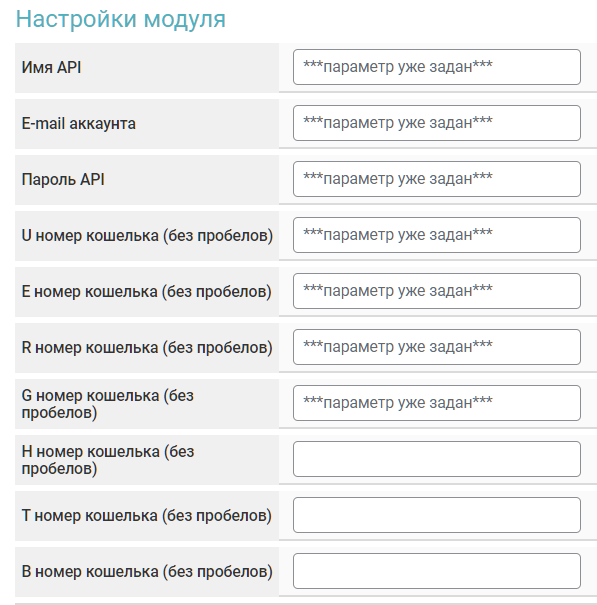 Настройки модуля
Имя API
***параметр уже задан***
E-mail аккаунта
***параметр уже задан***
Пароль API
***параметр уже задан***
U номер кошелька (без пробелов)
***параметр уже задан***
E номер кошелька (без пробелов)
***параметр уже задан***
R номер кошелька (без пробелов)
***параметр уже задан***
G номер кошелька (без
пробелов)
***параметр уже задан***
H номер кошелька (без
пробелов)
T номер кошелька (без пробелов)
B номер кошелька (без пробелов)